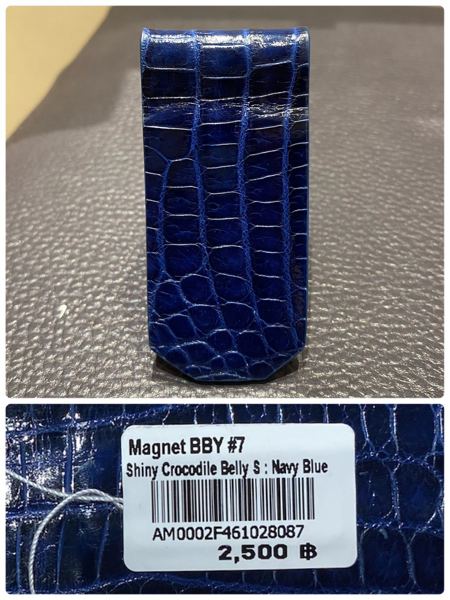 Magnet BBY #7
Shiny Crocodile Belly S : Navy Blue
AM0002F461028087
2,500 ฿